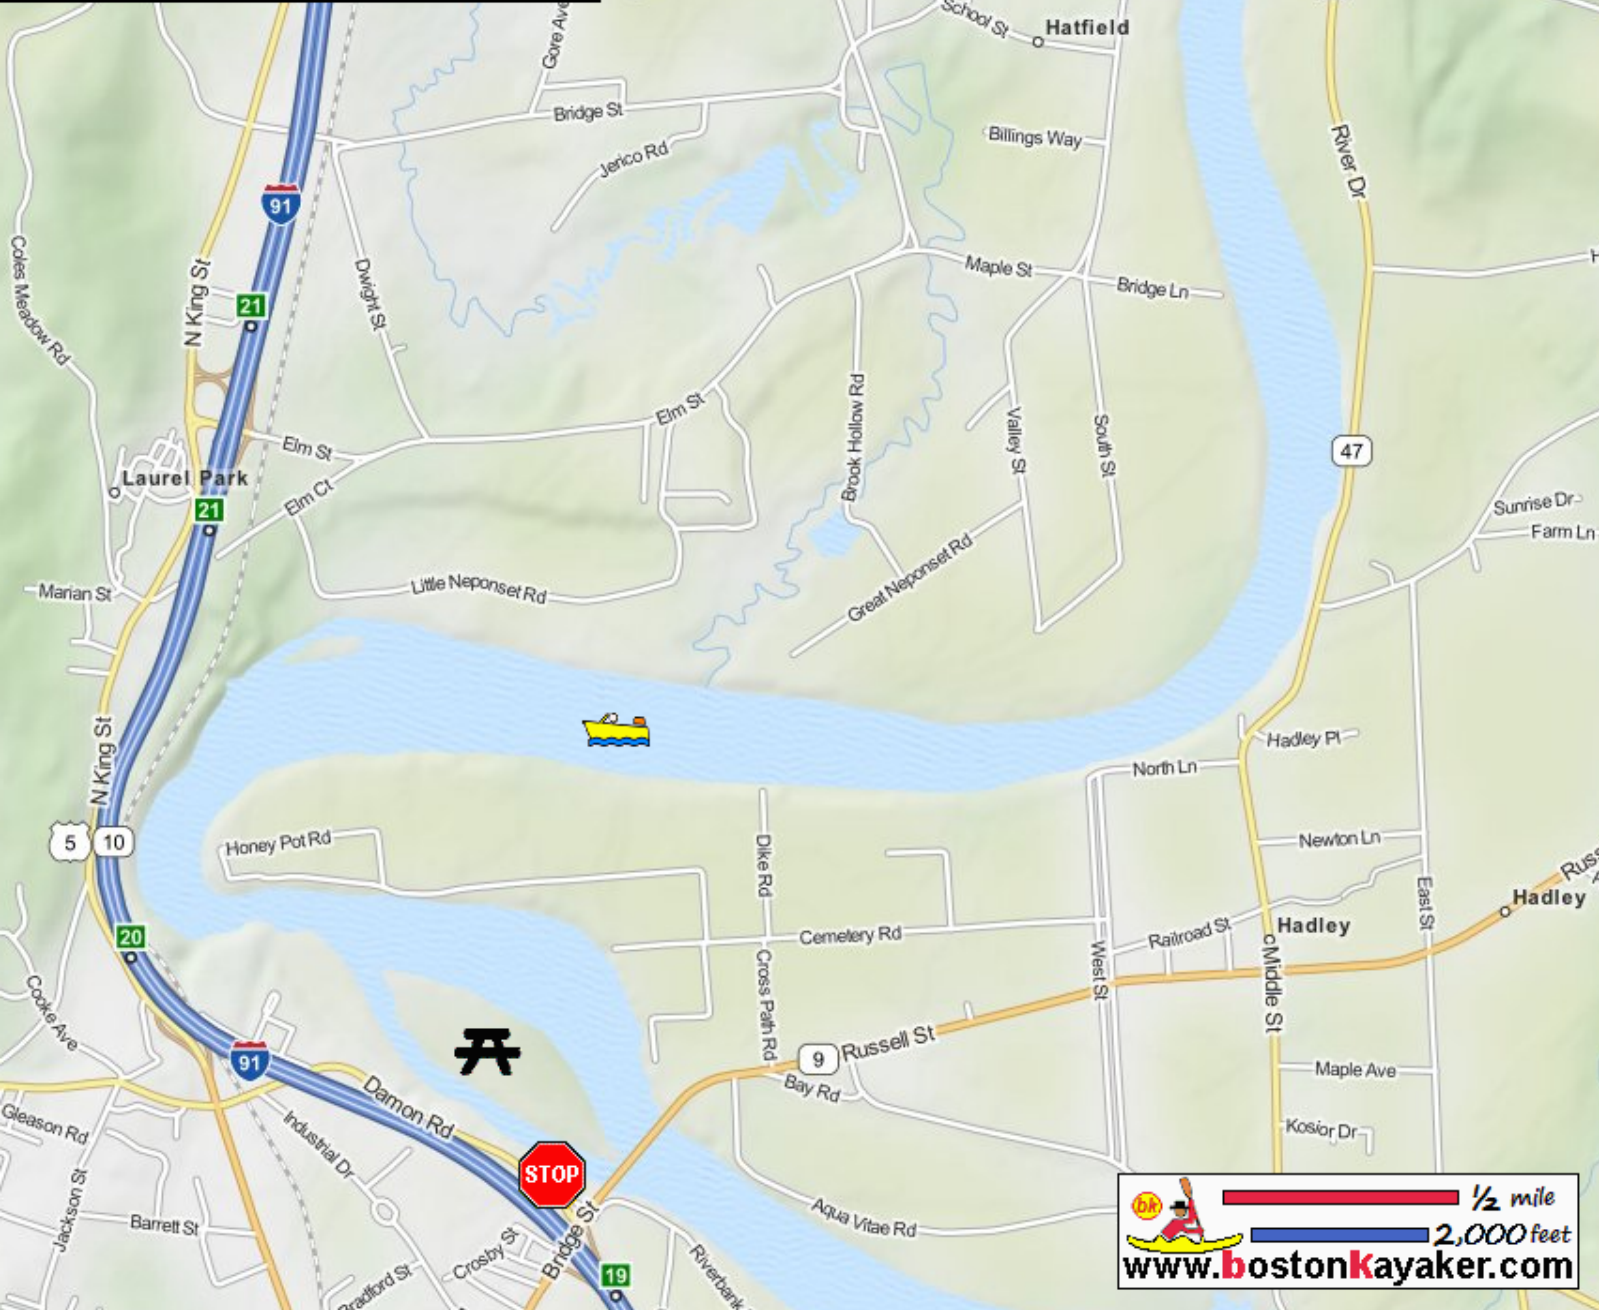 School St
Hatfield
Gore Ave
Bridge St
Billings Way
Jerico Rd
River Dr
91
Coles Meadow Rd
N King St
Dwight St
Maple St
Bridge Ln
H
21
Elm St
Elm St
Brook Hollow Rd
Valley St
South St
47
Laurel Park
21
Elm Ct
Sunrise Dr
Farm Ln
Marian St
Little Neponset Rd
Great Neponset Rd
N King St
Hadley Pl
North Ln
5
10
Honey Pot Rd
Dike Rd
Newton Ln
Russ
A
Hadley
East St
20
Cemetery Rd
Railroad St
Hadley
West St
Cross Path Rd
C Middle St
Cooke Ave
91
9
Russell St
Bay Rd
Maple Ave
Damon Rd
Gleason Rd
Industrial Dr
Kosior Dr
STOP
Jackson St
Barrett St
Aqua Vitae Rd
Crosby St
Bridge St
Bradford St
Riverbank
19
bk
½ mile
2,000 feet
www.bostonKayaker.com